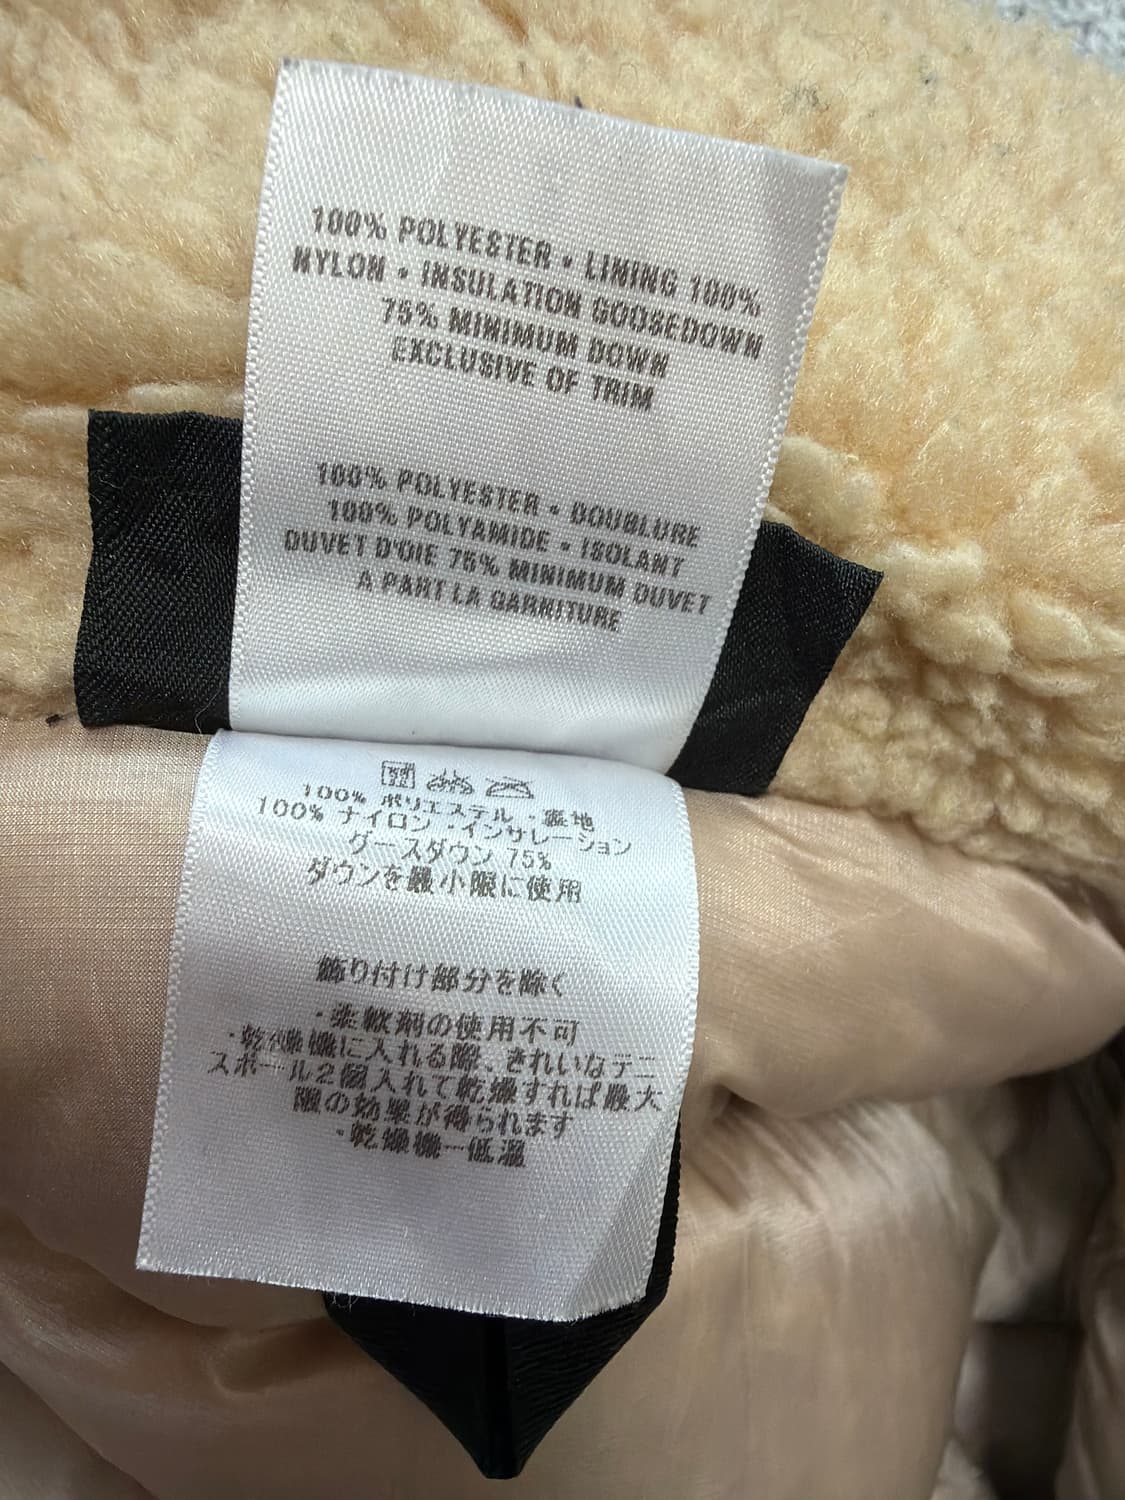 100% POLYESTER • LINING 100%
NYLON • INSULATION GOOSEDOWN
75% MINIMUM DOWN
EXCLUSIVE OF TRIM
100% POLYESTER • DOUBLURE
100% POLYAMIDE • ISOLANT
DUVET D'OIE 75% MINIMUM DUVET
A PART LA GARNITURE
100% ポリエステル ・裏地
100% ナイロン ・インサレーション
グースダウン 75%
ダウンを最小限に使用
飾り付け部分を除く
・柔軟剤の使用不可
・乾燥機に入れる際、きれいなテニ
スボール2個入れて乾燥すれば最大
限の効果が得られます
・乾燥機ー低温